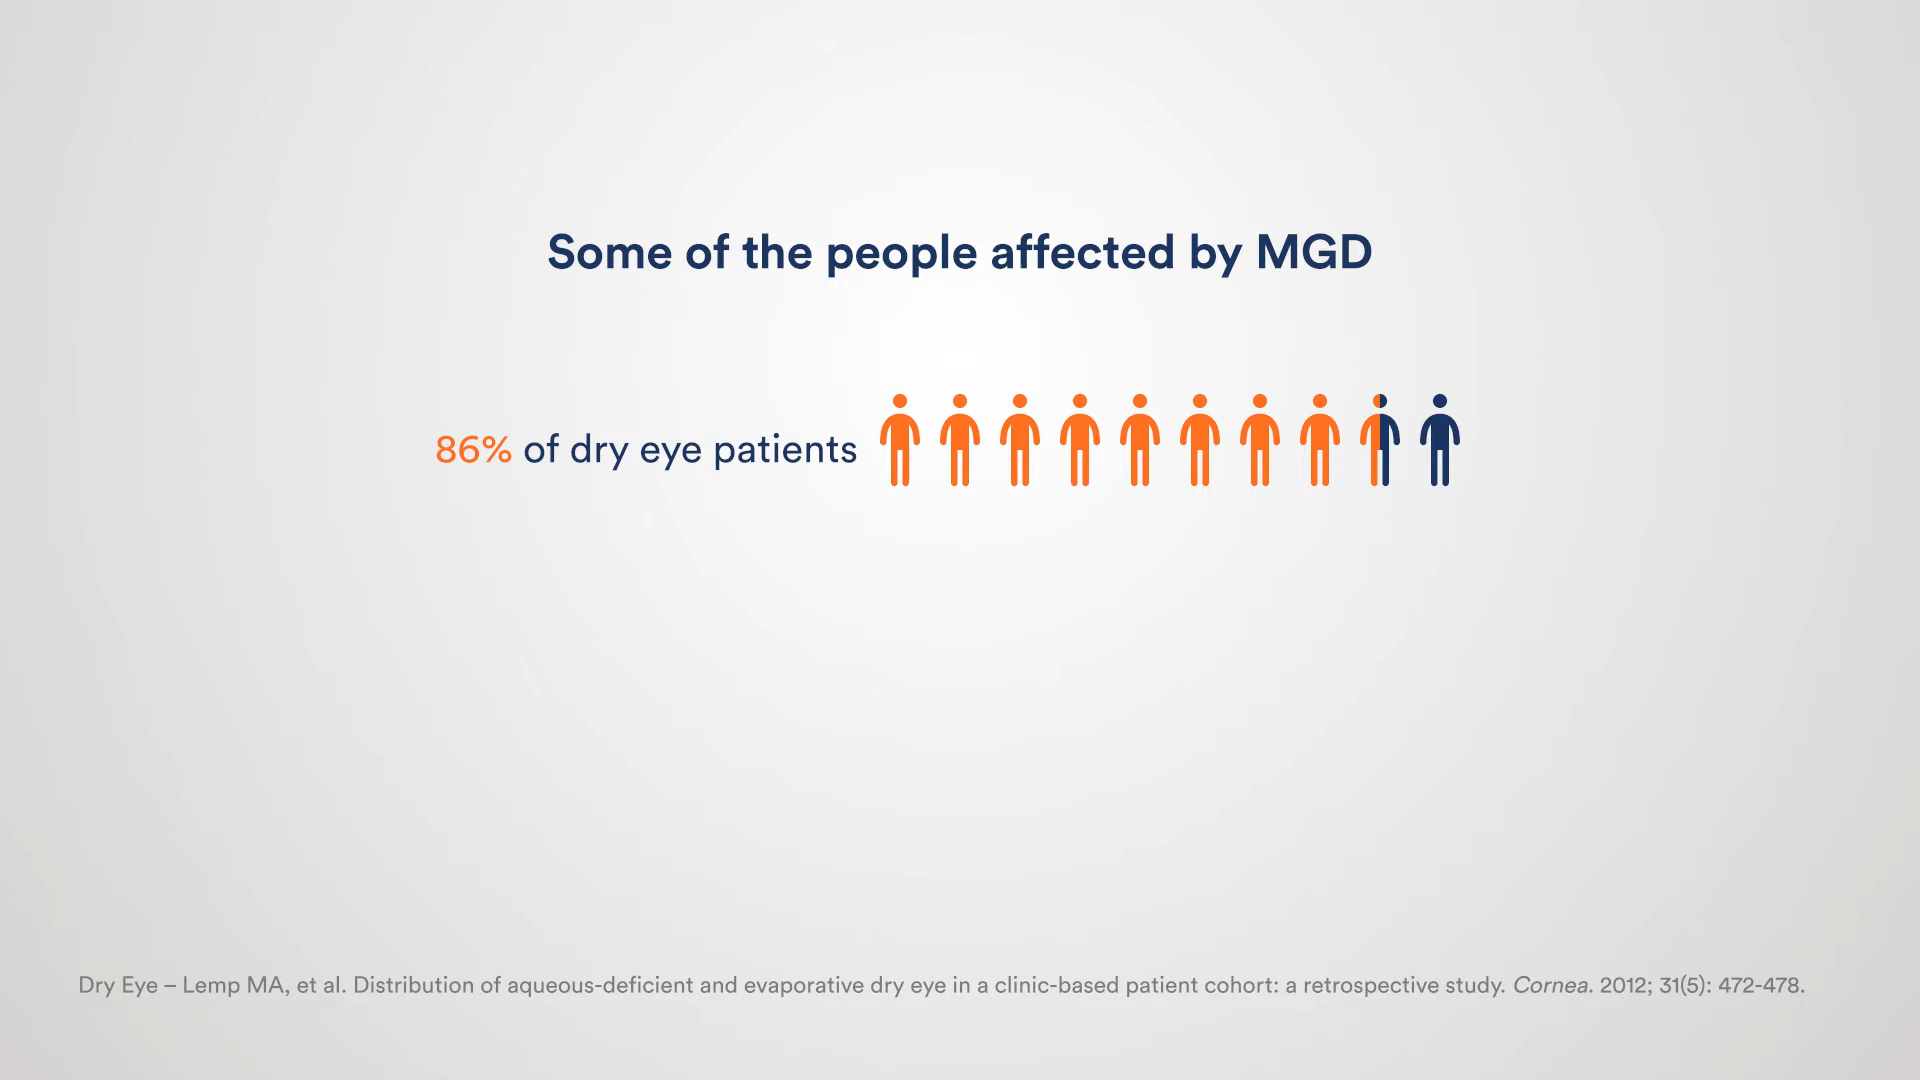 Some of the people affected by MGD
86% of dry eye patients
Dry Eye – Lemp MA, et al. Distribution of aqueous-deficient and evaporative dry eye in a clinic-based patient cohort: a retrospective study. Cornea. 2012; 31(5): 472-478.